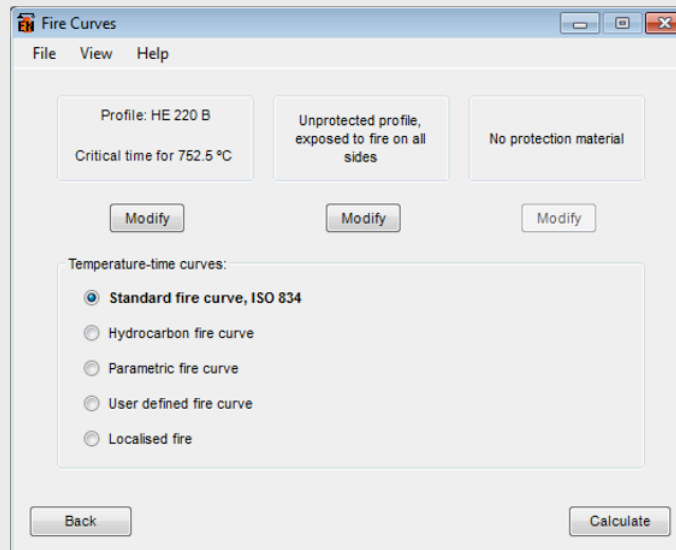 Fire Curves
File View Help
Profile: HE 220 B
Critical time for 752.5 ºC
Unprotected profile,
exposed to fire on all
sides
No protection material
Modify Modify Modify
Temperature-time curves:
Standard fire curve, ISO 834
Hydrocarbon fire curve
Parametric fire curve
User defined fire curve
Localised fire
Back Calculate